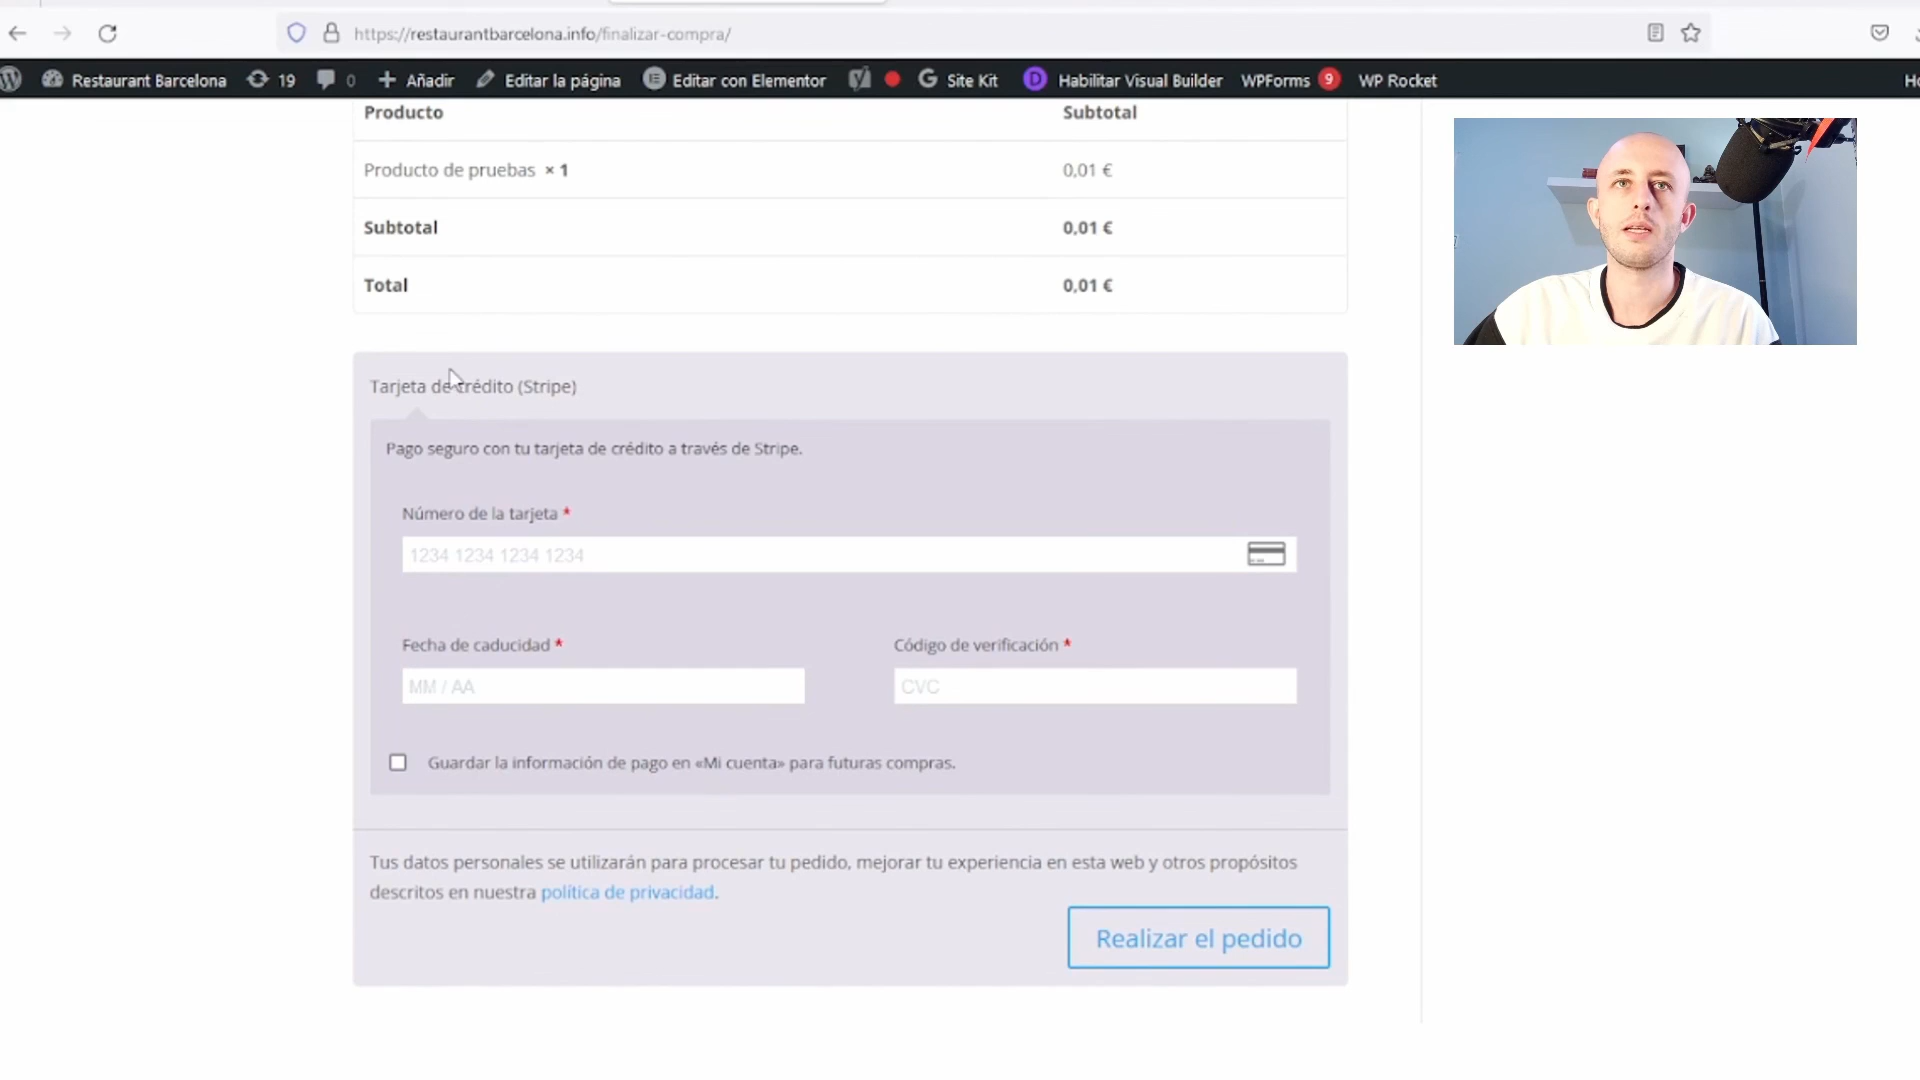 https://restaurantbarcelona.info/finalizar-compra/
Restaurant Barcelona 19 0 Añadir Editar la página Editar con Elementor Site Kit Habilitar Visual Builder WPForms 9 WP Rocket
Producto Subtotal
Producto de pruebas × 1 0,01 €
Subtotal 0,01 €
Total 0,01 €
Tarjeta de crédito (Stripe)
Pago seguro con tu tarjeta de crédito a través de Stripe.
Número de la tarjeta *
1234 1234 1234 1234
Fecha de caducidad * Código de verificación *
MM / AA CVC
Guardar la información de pago en «Mi cuenta» para futuras compras.
Tus datos personales se utilizarán para procesar tu pedido, mejorar tu experiencia en esta web y otros propósitos
descritos en nuestra política de privacidad.
Realizar el pedido